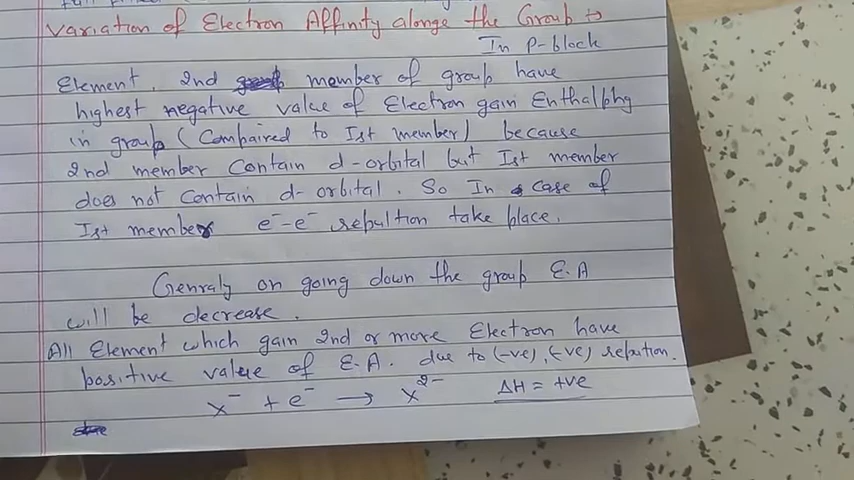 Variation of Electron Affinity alonge the Group →
In P-block
Element, 2nd member of group have
highest negative value of Electron gain Enthalphy
in group (Compaired to Ist member) because
2nd member contain d-orbital but Ist member
does not contain d-orbital. So In case of
Ist member e⁻-e⁻ repultion take place.
Genraly on going down the group E.A
will be decrease.
All Element which gain 2nd or more Electron have
positive value of E.A. due to (-ve), (-ve) repution.
X⁻ + e⁻ → X²⁻ ΔH = +ve